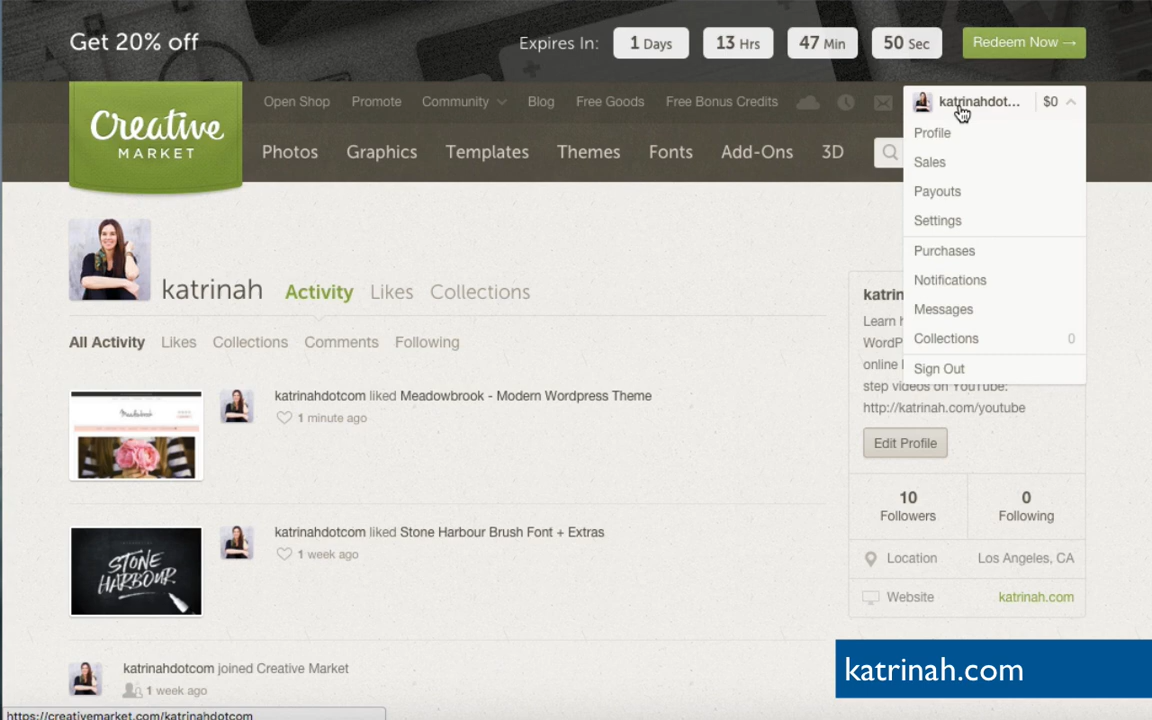 Get 20% off
Expires In:
1 Days
13 Hrs
47 Min
50 Sec
Redeem Now →
Creative
MARKET
Open Shop Promote Community Blog Free Goods Free Bonus Credits
katrinahdot... $0
Photos Graphics Templates Themes Fonts Add-Ons 3D
Profile
Sales
Payouts
Settings
Purchases
Notifications
Messages
Collections 0
Sign Out
katrinah Activity Likes Collections
All Activity Likes Collections Comments Following
katrinahdotcom liked Meadowbrook - Modern Wordpress Theme
1 minute ago
Meadowbrook
katrinahdotcom liked Stone Harbour Brush Font + Extras
1 week ago
STONE
HARBOUR
katrinahdotcom joined Creative Market
1 week ago
katrin
Learn
WordP
online
step videos on YouTube:
http://katrinah.com/youtube
Edit Profile
10 Followers
0 Following
Location Los Angeles, CA
Website katrinah.com
katrinah.com
https://creativemarket.com/katrinahdotcom